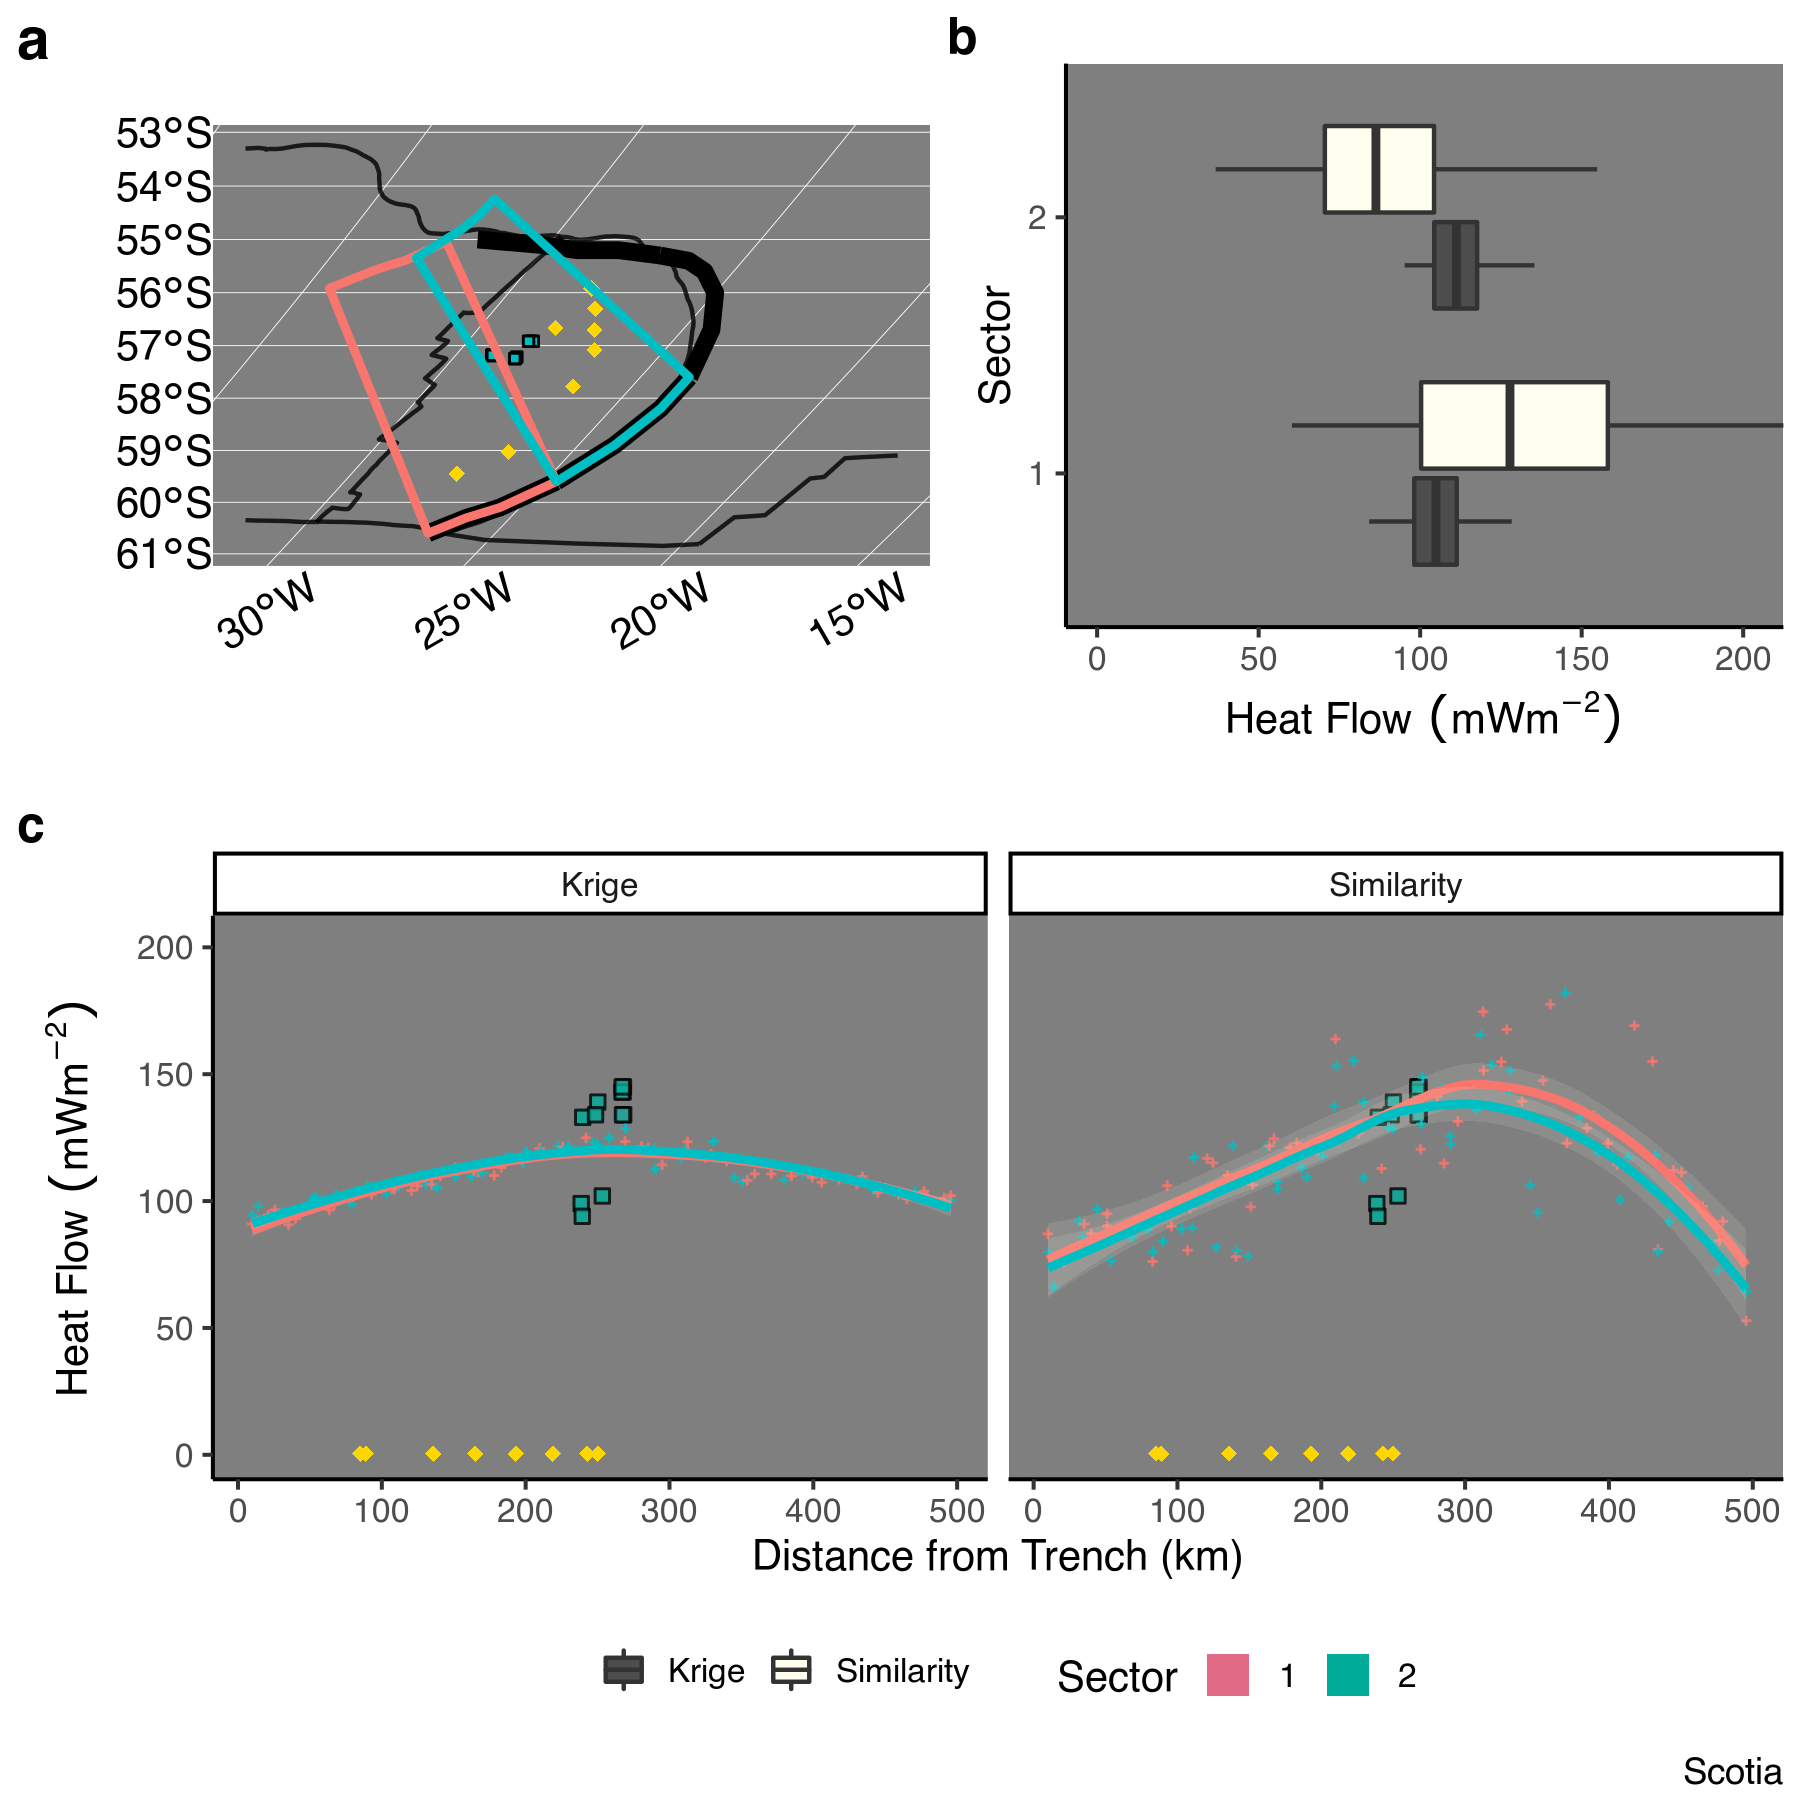 a
53°S
54°S
55°S
56°S
57°S
58°S
59°S
60°S
61°S
30°W 25°W 20°W 15°W
b
Sector
2
1
0 50 100 150 200
Heat Flow (mWm⁻²)
c
Krige Similarity
Heat Flow (mWm⁻²)
200
150
100
50
0
0 100 200 300 400 500 0 100 200 300 400 500
Distance from Trench (km)
Krige Similarity Sector 1 2
Scotia